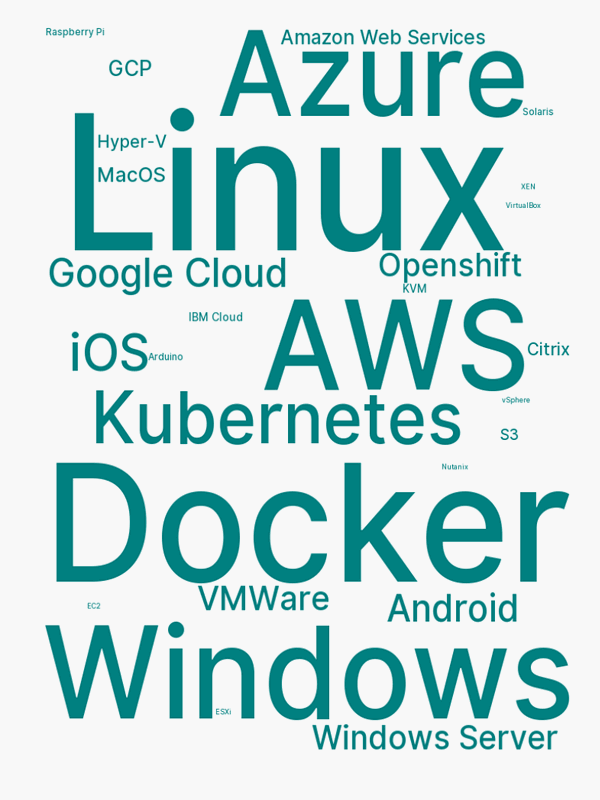 Raspberry Pi
Amazon Web Services
GCP
Azure
Solaris
Linux
Hyper-V
MacOS
XEN
VirtualBox
Google Cloud
Openshift
KVM
IBM Cloud
AWS
iOS
Arduino
Citrix
Kubernetes
vSphere
S3
Nutanix
Docker
VMWare
EC2
Android
Windows
ESXi
Windows Server